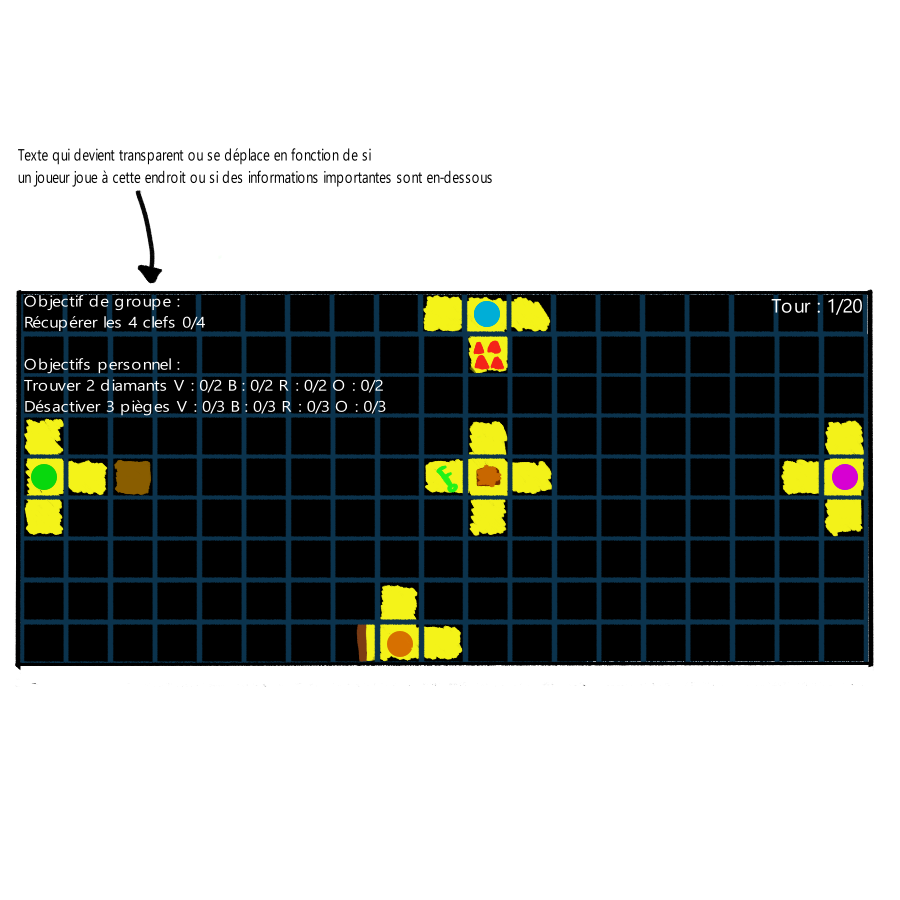 Texte qui devient transparent ou se déplace en fonction de si
un joueur joue à cette endroit ou si des informations importantes sont en-dessous
Objectif de groupe :
Récupérer les 4 clefs 0/4
Tour : 1/20
Objectifs personnel :
Trouver 2 diamants V : 0/2 B : 0/2 R : 0/2 O : 0/2
Désactiver 3 pièges V : 0/3 B : 0/3 R : 0/3 O : 0/3